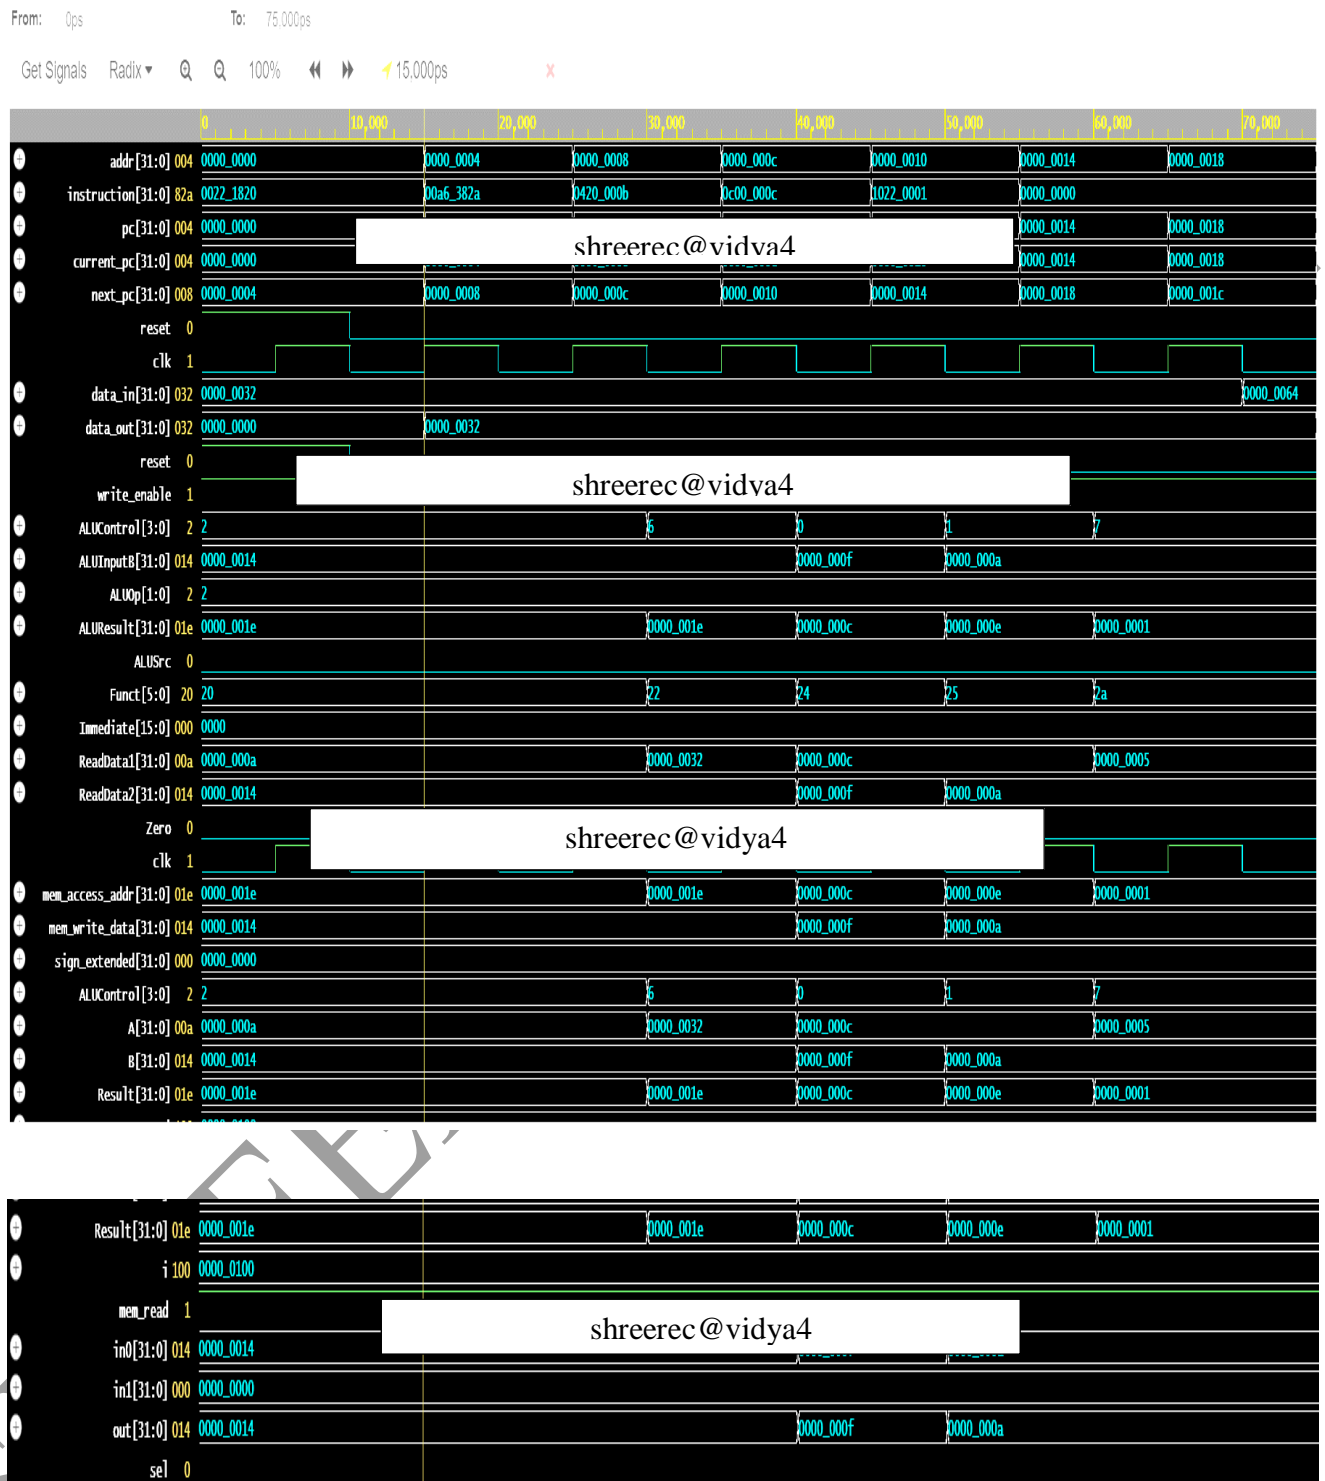 From: 0ps To: 75,000ps
Get Signals Radix ▾ 100% 15,000ps x
0 10,000 20,000 30,000 40,000 50,000 60,000 70,000
addr[31:0] 004 0000_0000 0000_0004 0000_0008 0000_000c 0000_0010 0000_0014 0000_0018
instruction[31:0] 82a 0022_1820 00a6_382a 0420_000b 0c00_000c 1022_0001 0000_0000
pc[31:0] 004 0000_0000 0000_0014 0000_0018
shreerec@vidya4
current_pc[31:0] 004 0000_0000 0000_0014 0000_0018
next_pc[31:0] 008 0000_0004 0000_0008 0000_000c 0000_0010 0000_0014 0000_0018 0000_001c
reset 0
clk 1
data_in[31:0] 032 0000_0032 0000_0064
data_out[31:0] 032 0000_0000 0000_0032
reset 0
shreerec@vidya4
write_enable 1
ALUControl[3:0] 2 2 6 0 1 7
ALUInputB[31:0] 014 0000_0014 0000_000f 0000_000a
ALUOp[1:0] 2 2
ALUResult[31:0] 01e 0000_001e 0000_001e 0000_000c 0000_000e 0000_0001
ALUSrc 0
Funct[5:0] 20 20 22 24 25 2a
Immediate[15:0] 000 0000
ReadData1[31:0] 00a 0000_000a 0000_0032 0000_000c 0000_0005
ReadData2[31:0] 014 0000_0014 0000_000f 0000_000a
Zero 0
shreerec@vidya4
clk 1
mem_access_addr[31:0] 01e 0000_001e 0000_001e 0000_000c 0000_000e 0000_0001
mem_write_data[31:0] 014 0000_0014 0000_000f 0000_000a
sign_extended[31:0] 000 0000_0000
ALUControl[3:0] 2 2 6 0 1 7
A[31:0] 00a 0000_000a 0000_0032 0000_000c 0000_0005
B[31:0] 014 0000_0014 0000_000f 0000_000a
Result[31:0] 01e 0000_001e 0000_001e 0000_000c 0000_000e 0000_0001
Result[31:0] 01e 0000_001e 0000_001e 0000_000c 0000_000e 0000_0001
i 100 0000_0100
mem_read 1
shreerec@vidya4
in0[31:0] 014 0000_0014
in1[31:0] 000 0000_0000
out[31:0] 014 0000_0014 0000_000f 0000_000a
sel 0